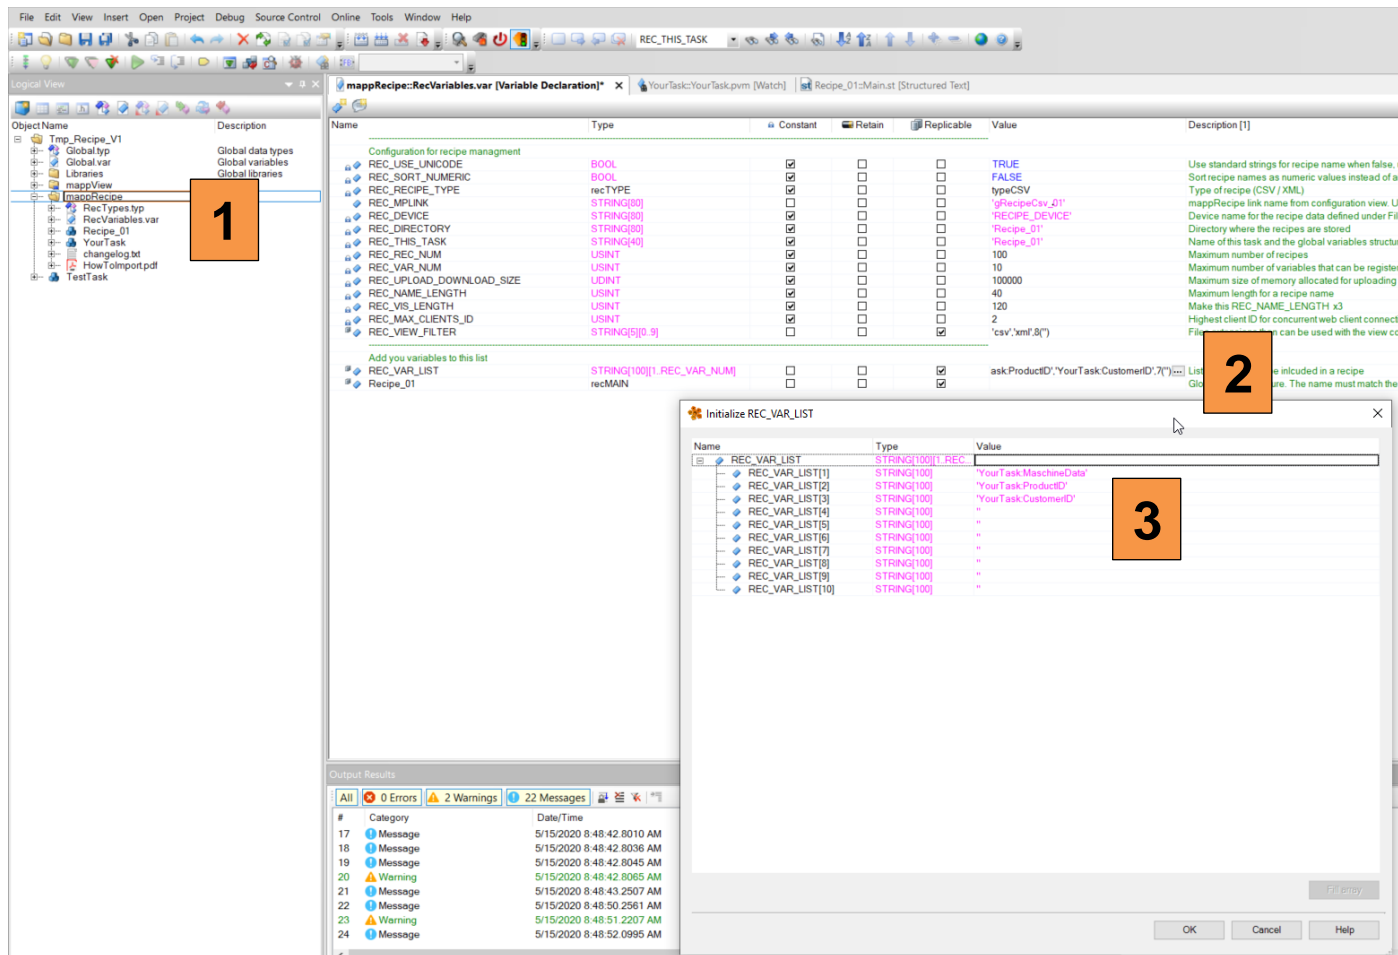 File Edit View Insert Open Project Debug Source Control Online Tools Window Help
REC_THIS_TASK
Logical View
mappRecipe::RecVariables.var [Variable Declaration]* X YourTask::YourTask.pvm [Watch] Recipe_01::Main.st [Structured Text]
Object Name Description
Tmp_Recipe_V1
Global.typ Global data types
Global.var Global variables
Libraries Global libraries
mappView
mappRecipe
RecTypes.typ
RecVariables.var
Recipe_01
YourTask
changelog.txt
HowToImport.pdf
TestTask
1
Name Type Constant Retain Replicable Value Description [1]
Configuration for recipe managment
REC_USE_UNICODE BOOL TRUE Use standard strings for recipe name when false,
REC_SORT_NUMERIC BOOL FALSE Sort recipe names as numeric values instead of a
REC_RECIPE_TYPE recTYPE typeCSV Type of recipe (CSV / XML)
REC_MPLINK STRING[80] 'gRecipeCsv_01' mappRecipe link name from configuration view. U
REC_DEVICE STRING[80] 'RECIPE_DEVICE' Device name for the recipe data defined under Fil
REC_DIRECTORY STRING[80] 'Recipe_01' Directory where the recipes are stored
REC_THIS_TASK STRING[40] 'Recipe_01' Name of this task and the global variables structu
REC_REC_NUM USINT 100 Maximum number of recipes
REC_VAR_NUM USINT 10 Maximum number of variables that can be register
REC_UPLOAD_DOWNLOAD_SIZE UDINT 100000 Maximum size of memory allocated for uploading
REC_NAME_LENGTH USINT 40 Maximum length for a recipe name
REC_VIS_LENGTH USINT 120 Make this REC_NAME_LENGTH x3
REC_MAX_CLIENTS_ID USINT 2 Highest client ID for concurrent web client connect
REC_VIEW_FILTER STRING[5][0..9] 'csv','xml',8('') can be used with the view co
Add you variables to this list
REC_VAR_LIST STRING[100][1..REC_VAR_NUM] ask:ProductID','YourTask:CustomerID',7('') ... List inlcuded in a recipe
Recipe_01 recMAIN The name must match the
2
Initialize REC_VAR_LIST
Name Type Value
REC_VAR_LIST STRING[100][1..REC...
REC_VAR_LIST[1] STRING[100] 'YourTask:MaschineData'
REC_VAR_LIST[2] STRING[100] 'YourTask:ProductID'
REC_VAR_LIST[3] STRING[100] 'YourTask:CustomerID'
REC_VAR_LIST[4] STRING[100] ''
REC_VAR_LIST[5] STRING[100] ''
REC_VAR_LIST[6] STRING[100] ''
REC_VAR_LIST[7] STRING[100] ''
REC_VAR_LIST[8] STRING[100] ''
REC_VAR_LIST[9] STRING[100] ''
REC_VAR_LIST[10] STRING[100] ''
3
Fill array
OK Cancel Help
Output Results
All 0 Errors 2 Warnings 22 Messages
# Category Date/Time
17 Message 5/15/2020 8:48:42.8010 AM
18 Message 5/15/2020 8:48:42.8036 AM
19 Message 5/15/2020 8:48:42.8045 AM
20 Warning 5/15/2020 8:48:42.8065 AM
21 Message 5/15/2020 8:48:43.2507 AM
22 Message 5/15/2020 8:48:50.2561 AM
23 Warning 5/15/2020 8:48:51.2207 AM
24 Message 5/15/2020 8:48:52.0995 AM